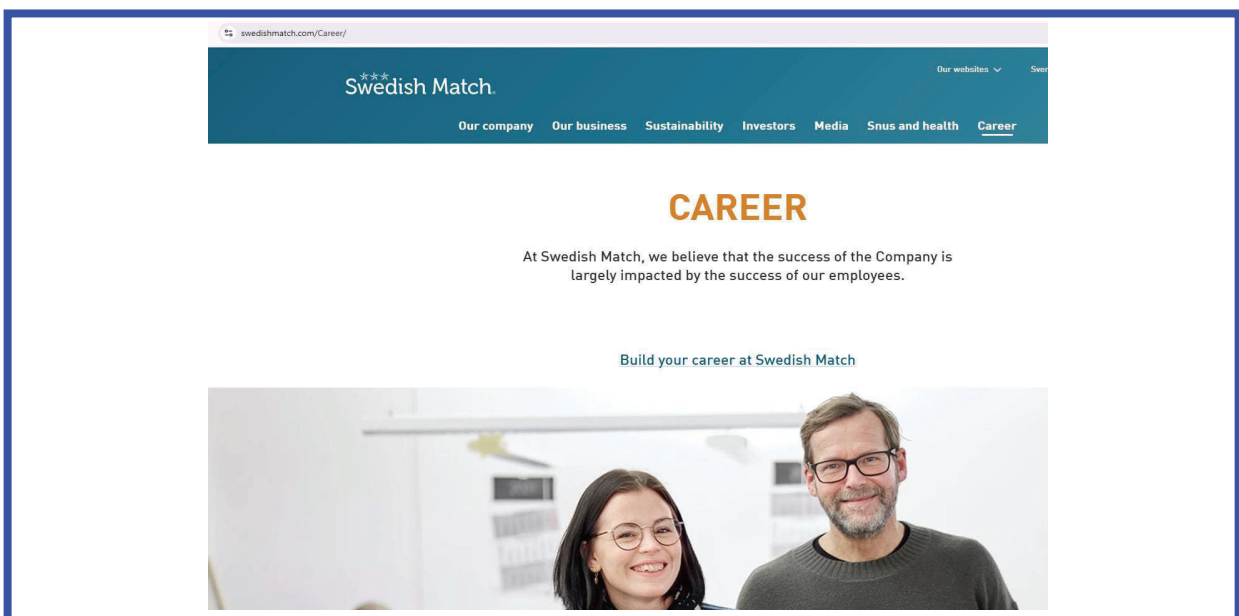 swedishmatch.com/Career/
Our websites
Sver
Swedish Match.
Our company Our business Sustainability Investors Media Snus and health Career
CAREER
At Swedish Match, we believe that the success of the Company is
largely impacted by the success of our employees.
Build your career at Swedish Match